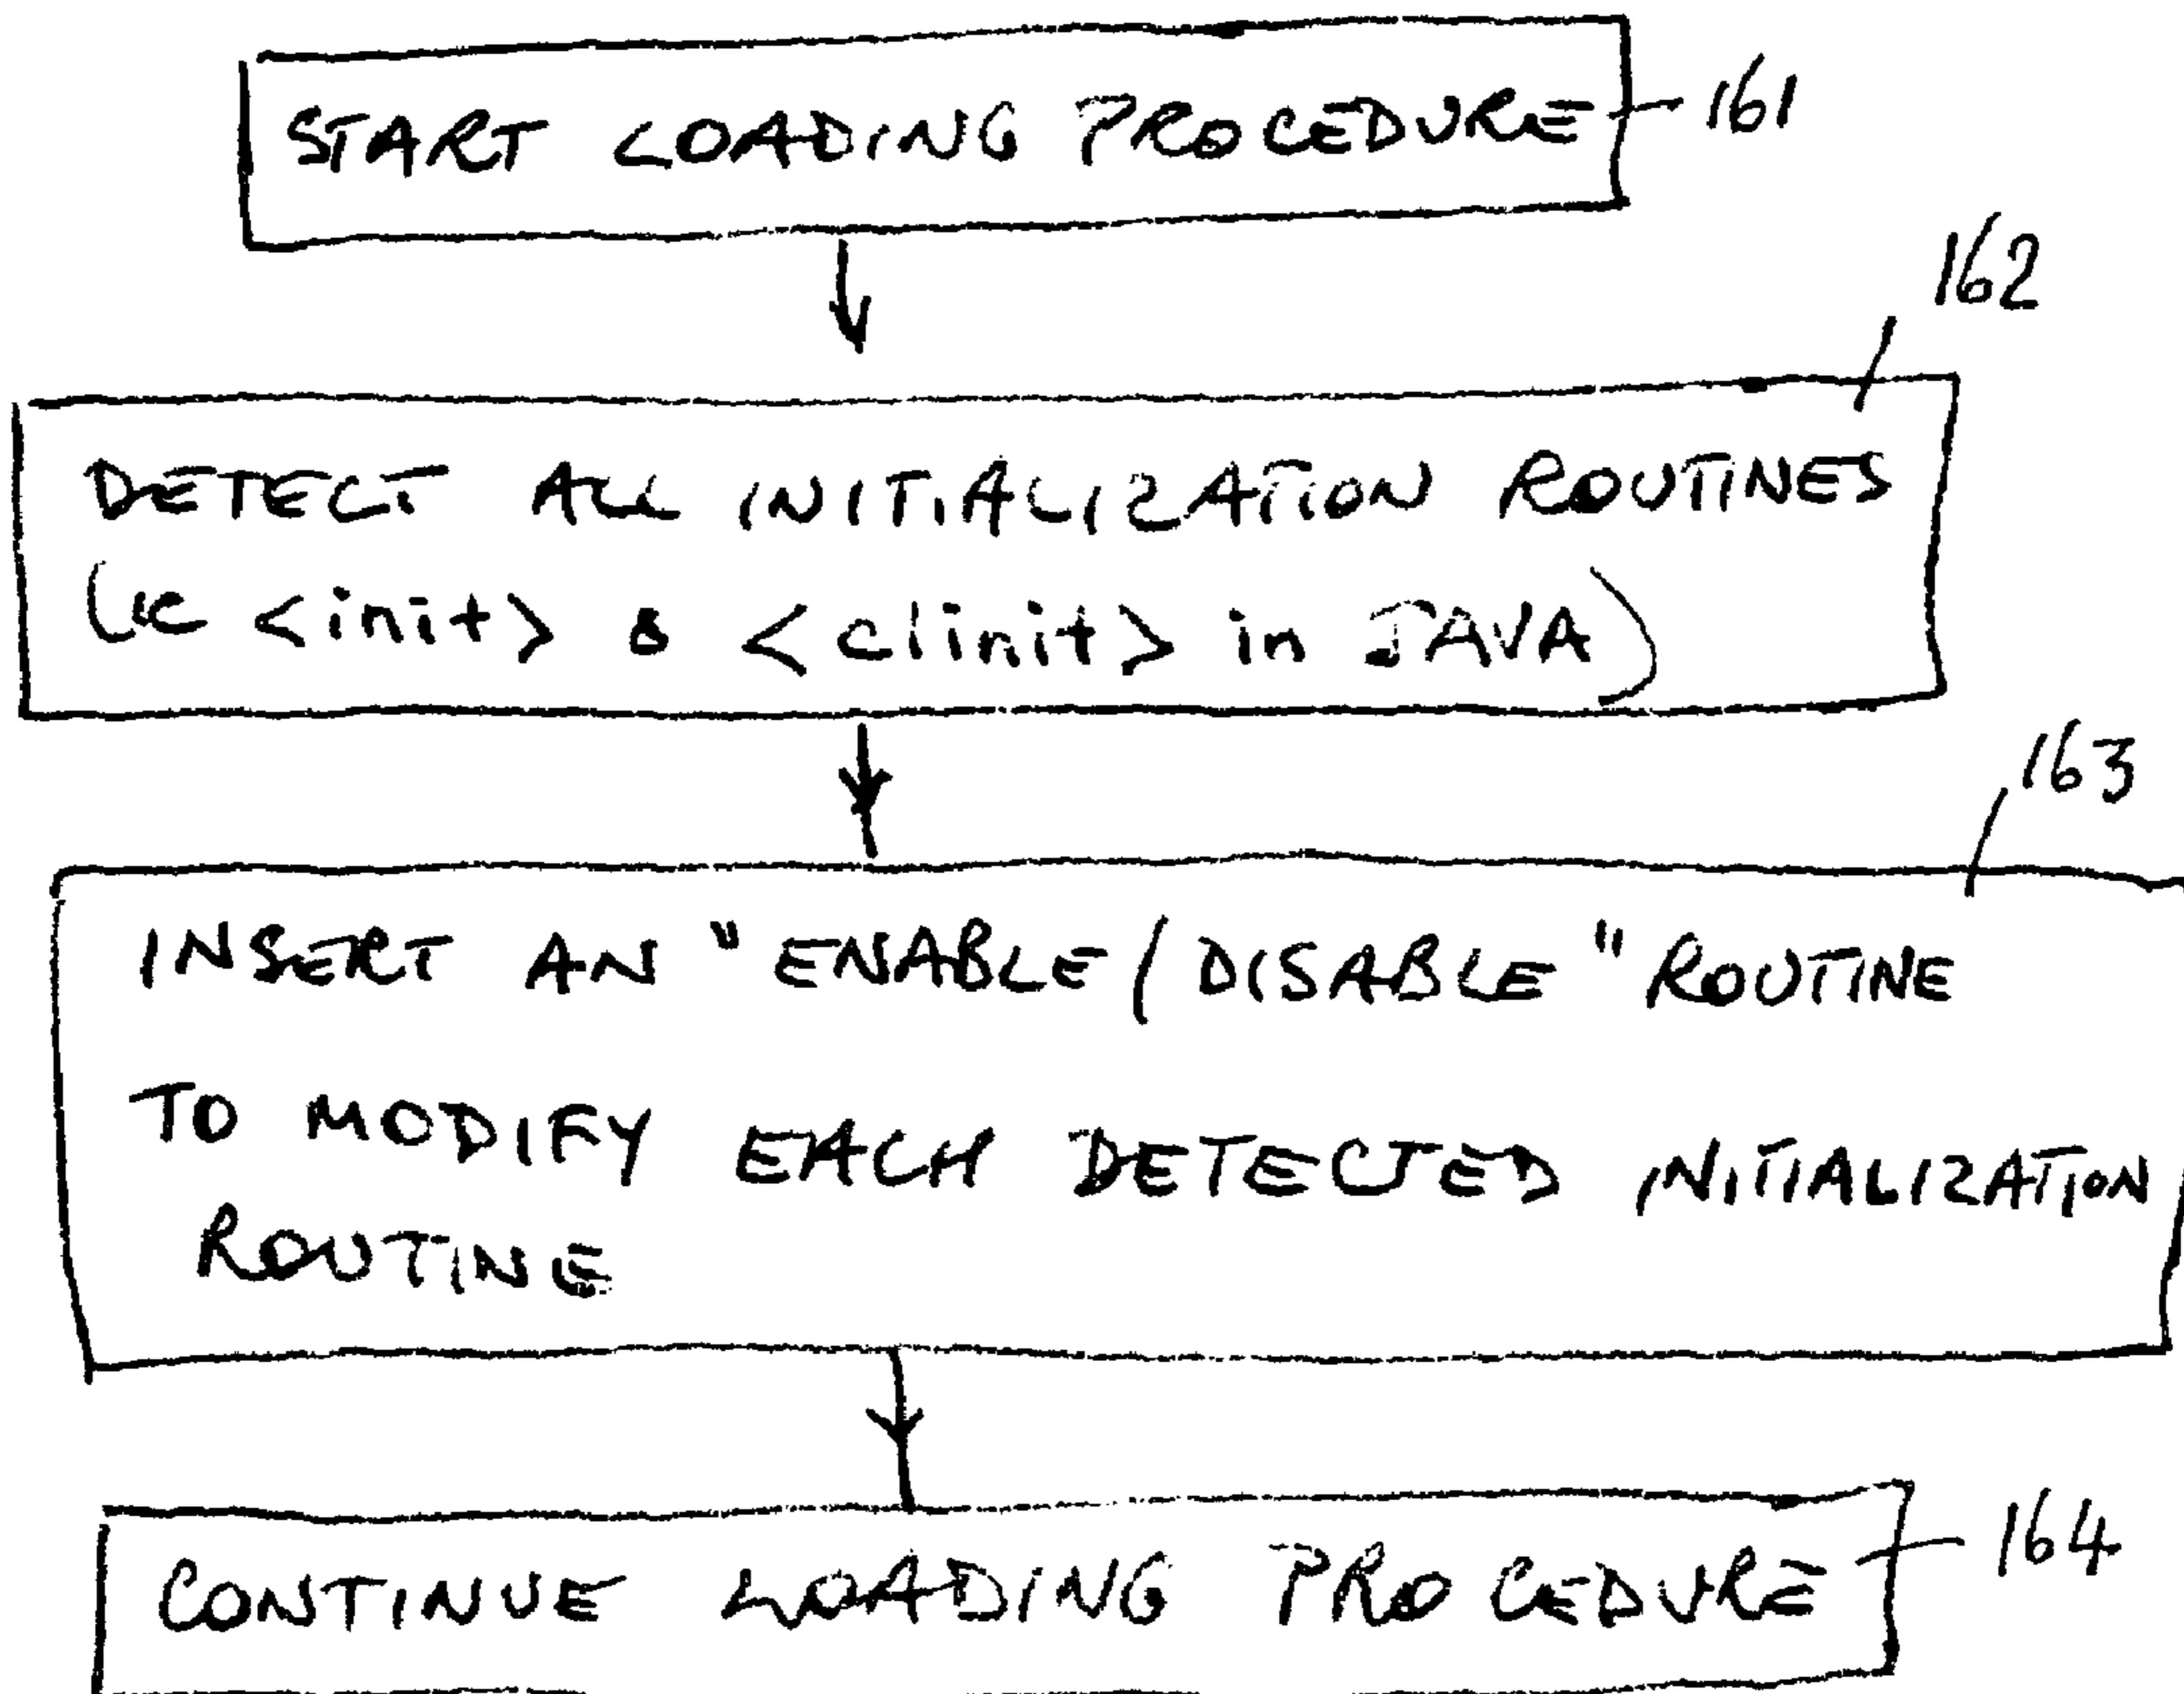 START LOADING PROCEDURE 161
162
DETECT ALL INITIALIZATION ROUTINES
(ie <init> & <clinit> in JAVA)
163
INSERT AN "ENABLE/DISABLE" ROUTINE
TO MODIFY EACH DETECTED INITIALIZATION
ROUTINE
CONTINUE LOADING PROCEDURE 164